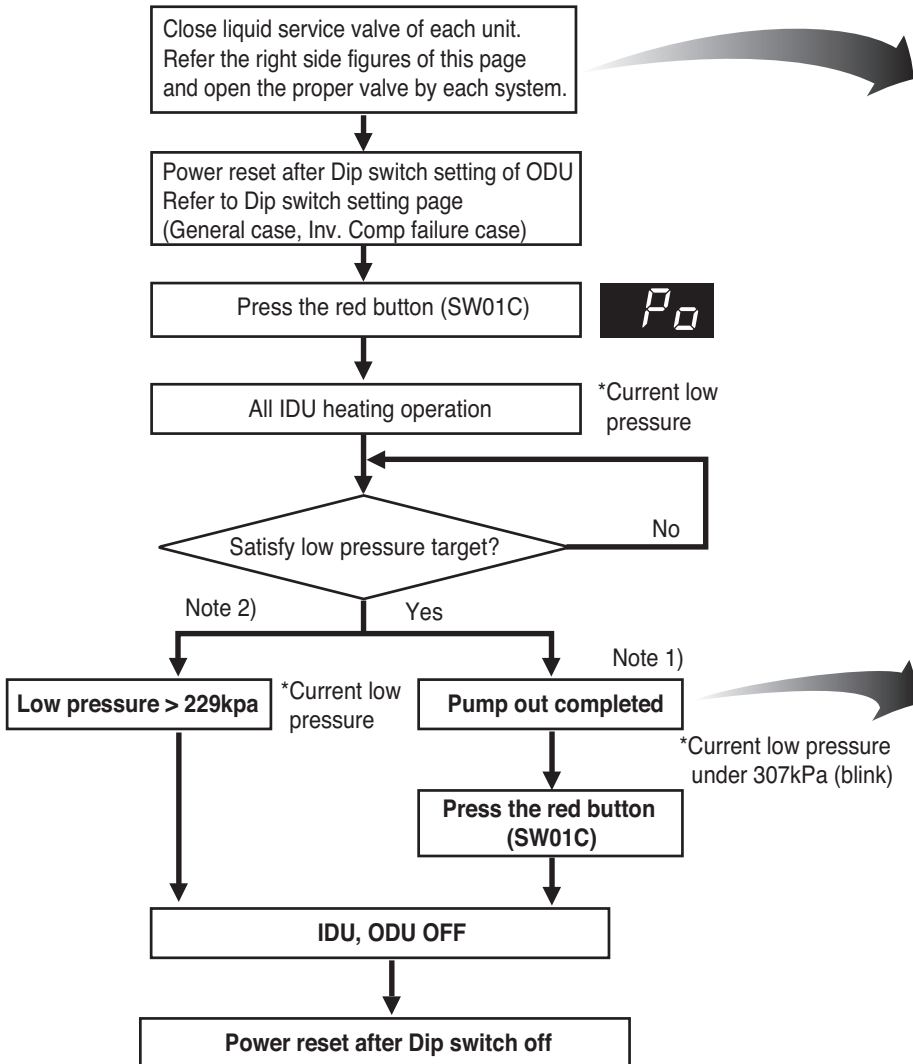 Close liquid service valve of each unit.
Refer the right side figures of this page
and open the proper valve by each system.
Power reset after Dip switch setting of ODU
Refer to Dip switch setting page
(General case, Inv. Comp failure case)
Press the red button (SW01C)
Po
All IDU heating operation
*Current low
pressure
Satisfy low pressure target?
No
Note 2)
Yes
Note 1)
Low pressure > 229kpa
*Current low
pressure
Pump out completed
*Current low pressure
under 307kPa (blink)
Press the red button
(SW01C)
IDU, ODU OFF
Power reset after Dip switch off